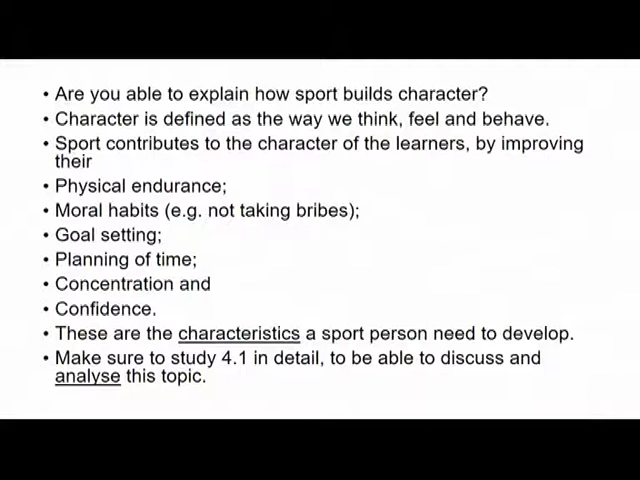 • Are you able to explain how sport builds character?
• Character is defined as the way we think, feel and behave.
• Sport contributes to the character of the learners, by improving
their
• Physical endurance;
• Moral habits (e.g. not taking bribes);
• Goal setting;
• Planning of time;
• Concentration and
• Confidence.
• These are the characteristics a sport person need to develop.
• Make sure to study 4.1 in detail, to be able to discuss and
analyse this topic.